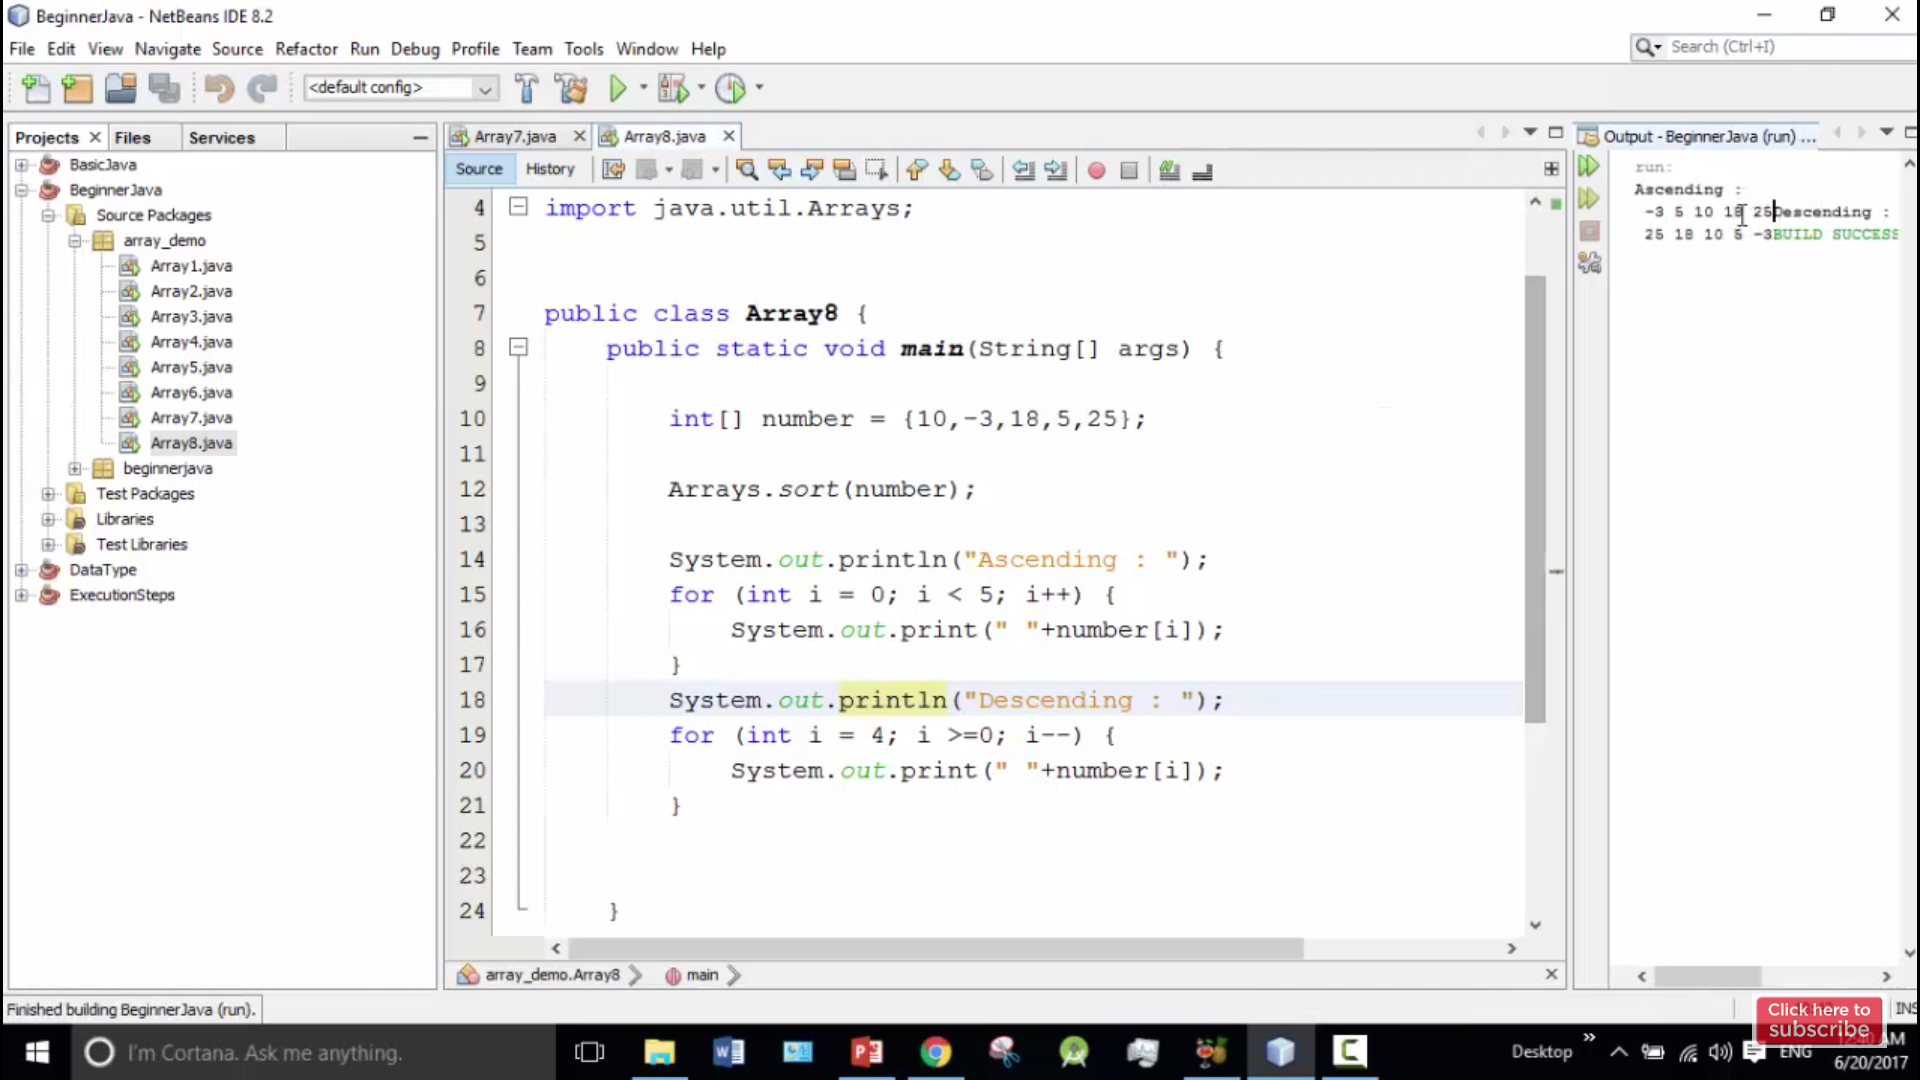 BeginnerJava - NetBeans IDE 8.2
File Edit View Navigate Source Refactor Run Debug Profile Team Tools Window Help
Search (Ctrl+I)
<default config>
Projects Files Services
BasicJava
BeginnerJava
Source Packages
array_demo
Array1.java
Array2.java
Array3.java
Array4.java
Array5.java
Array6.java
Array7.java
Array8.java
beginnerjava
Test Packages
Libraries
Test Libraries
DataType
ExecutionSteps
Array7.java Array8.java
Source History
4 import java.util.Arrays;
5
6
7 public class Array8 {
8 public static void main(String[] args) {
9
10 int[] number = {10,-3,18,5,25};
11
12 Arrays.sort(number);
13
14 System.out.println("Ascending : ");
15 for (int i = 0; i < 5; i++) {
16 System.out.print(" "+number[i]);
17 }
18 System.out.println("Descending : ");
19 for (int i = 4; i >=0; i--) {
20 System.out.print(" "+number[i]);
21 }
22
23
24 }
array_demo.Array8 main
Output - BeginnerJava (run) ...
run:
Ascending :
-3 5 10 18 25Descending :
25 18 10 5 -3BUILD SUCCESS
Finished building BeginnerJava (run).
INS
Click here to
subscribe
I'm Cortana. Ask me anything.
Desktop
ENG
6/20/2017